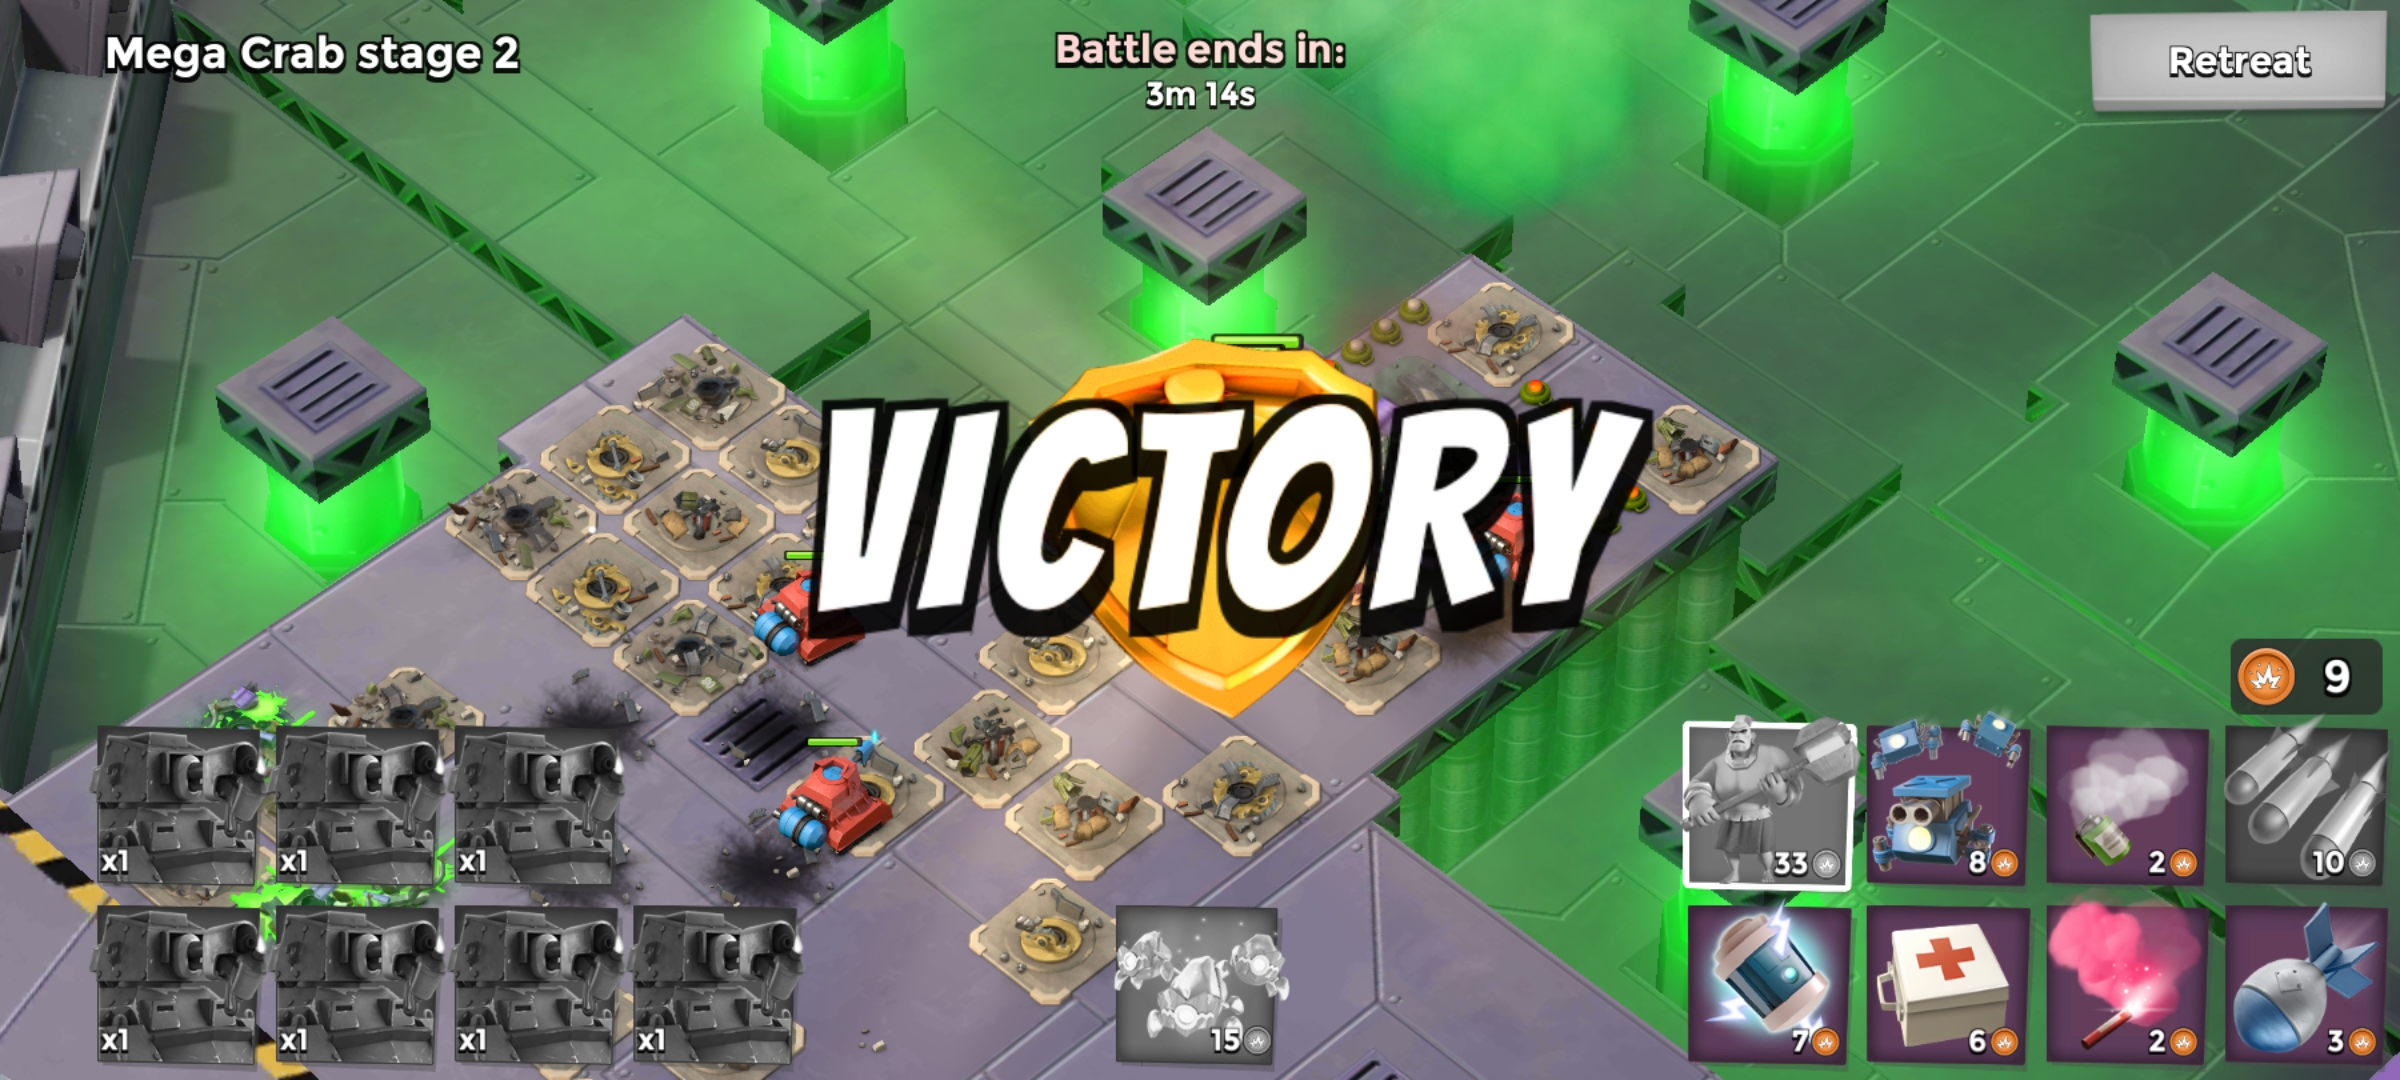 Mega Crab stage 2
Battle ends in:
3m 14s
Retreat
VICTORY
9
33
8
2
10
x1
x1
x1
7
6
2
3
x1
x1
x1
x1
15